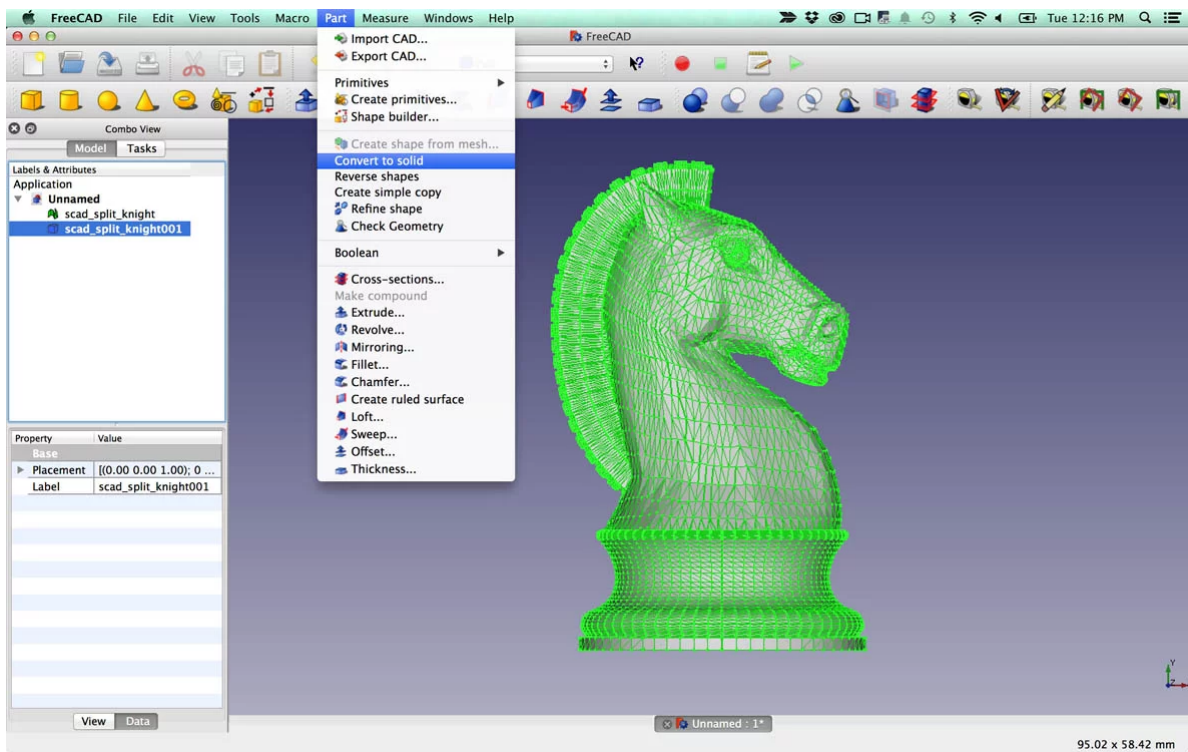 FreeCAD File Edit View Tools Macro Part Measure Windows Help Tue 12:16 PM
FreeCAD
Import CAD...
Export CAD...
Primitives
Create primitives...
Shape builder...
Create shape from mesh...
Convert to solid
Reverse shapes
Create simple copy
Refine shape
Check Geometry
Boolean
Cross-sections...
Make compound
Extrude...
Revolve...
Mirroring...
Fillet...
Chamfer...
Create ruled surface
Loft...
Sweep...
Offset...
Thickness...
Combo View
Model Tasks
Labels & Attributes
Application
Unnamed
scad_split_knight
scad_split_knight001
Property Value
Base
Placement [(0.00 0.00 1.00); 0 ...
Label scad_split_knight001
View Data
Unnamed : 1*
Y
Z
95.02 x 58.42 mm